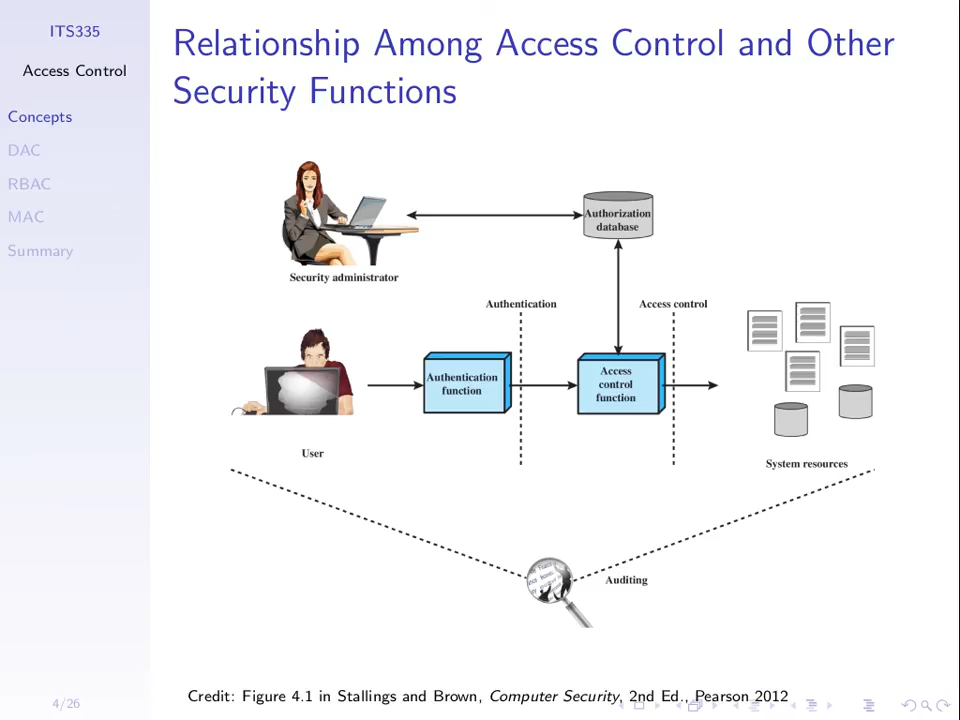 ITS335
Access Control
Concepts
DAC
RBAC
MAC
Summary
4/26
Relationship Among Access Control and Other
Security Functions
Authorization
database
Security administrator
Authentication
Access control
Authentication
function
Access
control
function
User
System resources
Auditing
Credit: Figure 4.1 in Stallings and Brown, Computer Security, 2nd Ed., Pearson 2012